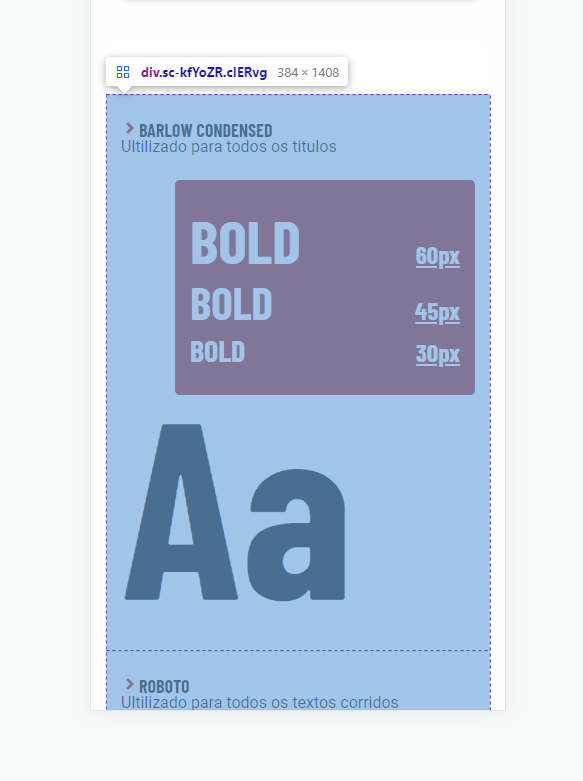 div.sc-kfYoZR.clERvg 384 × 1408
BARLOW CONDENSED
Ultilizado para todos os titulos
BOLD 60px
BOLD 45px
BOLD 30px
Aa
ROBOTO
Ultilizado para todos os textos corridos